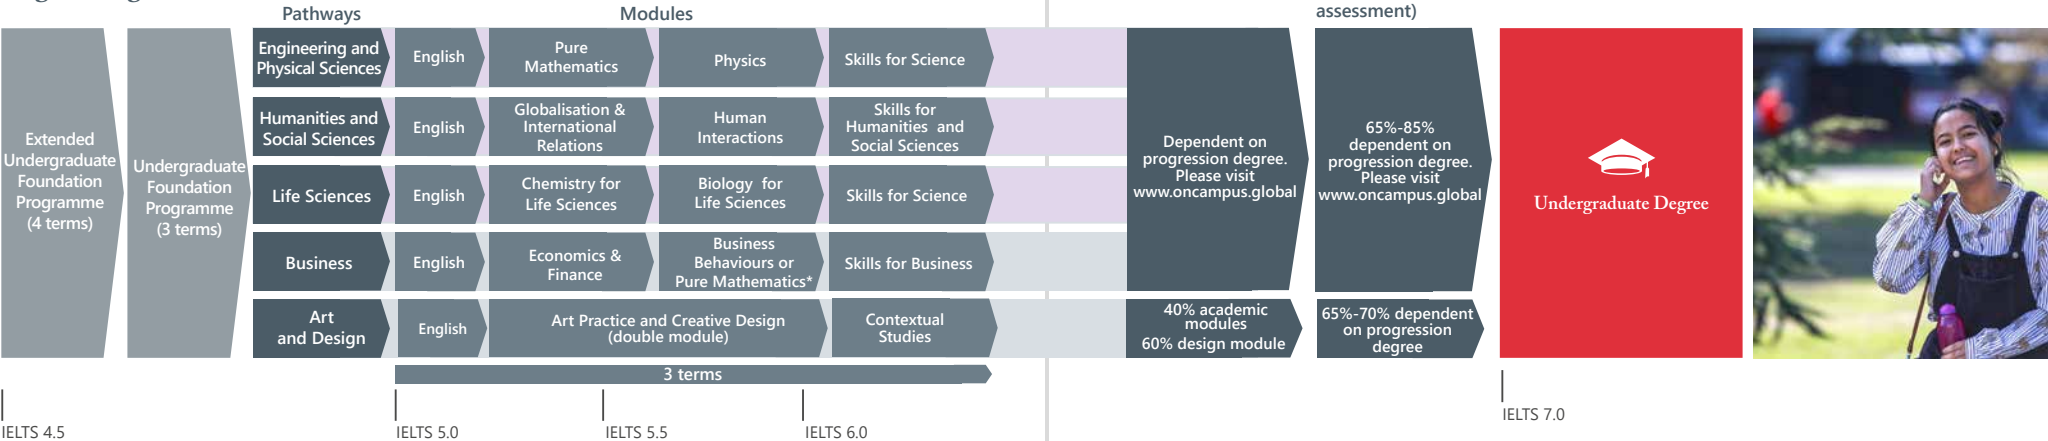 Pathways
Modules
assessment)
Extended
Undergraduate
Foundation
Programme
(4 terms)
Undergraduate
Foundation
Programme
(3 terms)
Engineering and
Physical Sciences
English
Pure
Mathematics
Physics
Skills for Science
Humanities and
Social Sciences
English
Globalisation &
International
Relations
Human
Interactions
Skills for
Humanities and
Social Sciences
Life Sciences
English
Chemistry for
Life Sciences
Biology for
Life Sciences
Skills for Science
Business
English
Economics &
Finance
Business
Behaviours or
Pure Mathematics*
Skills for Business
Art
and Design
English
Art Practice and Creative Design
(double module)
Contextual
Studies
3 terms
Dependent on
progression degree.
Please visit
www.oncampus.global
65%-85%
dependent on
progression degree.
Please visit
www.oncampus.global
40% academic
modules
60% design module
65%-70% dependent
on progression
degree
Undergraduate Degree
IELTS 4.5
IELTS 5.0
IELTS 5.5
IELTS 6.0
IELTS 7.0